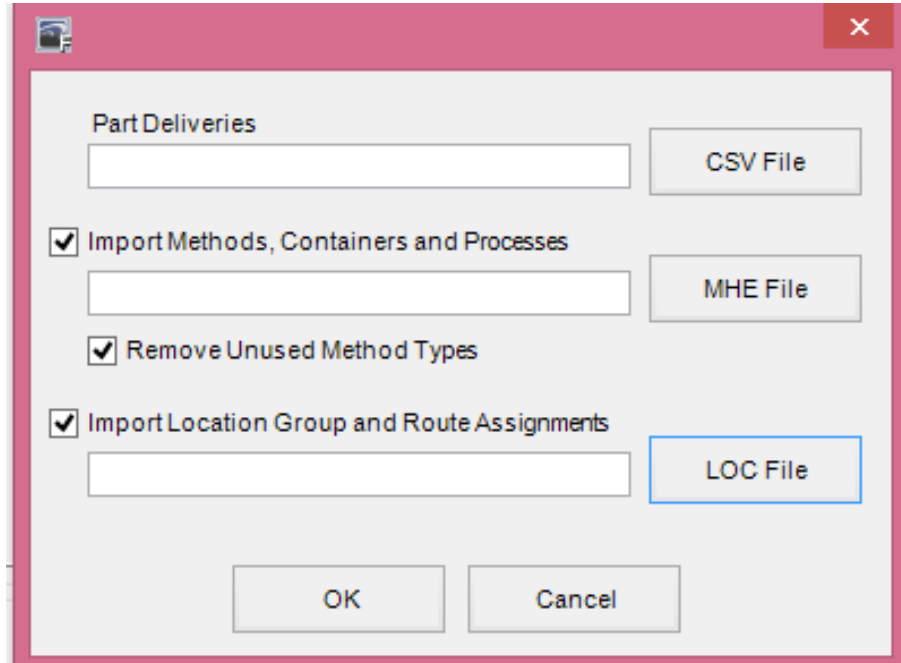 Part Deliveries
CSV File
Import Methods, Containers and Processes
MHE File
Remove Unused Method Types
Import Location Group and Route Assignments
LOC File
OK
Cancel